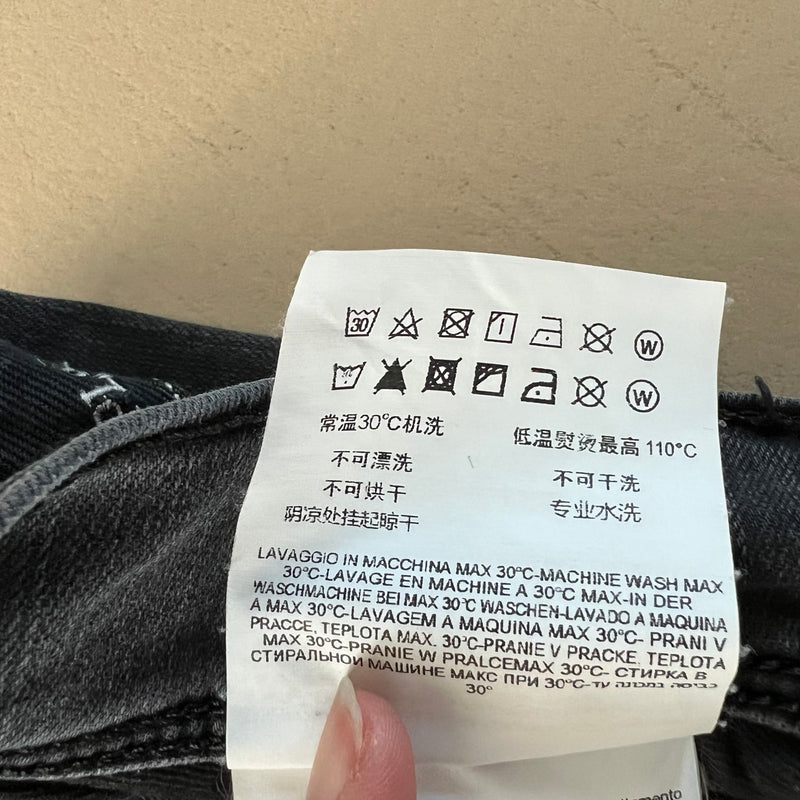 30
W
W
常温30°C机洗
低温熨烫最高 110°C
不可漂洗
不可干洗
不可烘干
专业水洗
阴凉处挂起晾干
LAVAGGIO IN MACCHINA MAX 30°C-MACHINE WASH MAX
30°C-LAVAGE EN MACHINE A 30°C MAX-IN DER
WASCHMACHINE BEI MAX 30°C WASCHEN-LAVADO A MAQUINA
A MAX 30°C-LAVAGEM A MAQUINA MAX 30°C- PRANI V
PRACCE, TEPLOTA MAX. 30°C-PRANIE V PRACKE, TEPLOTA
MAX 30°C-PRANIE W PRALCEMAX 30°C- СТИРКА В
СТИРАЛЬНОЙ МАШИНЕ МАКС ПРИ 30°C-
30°